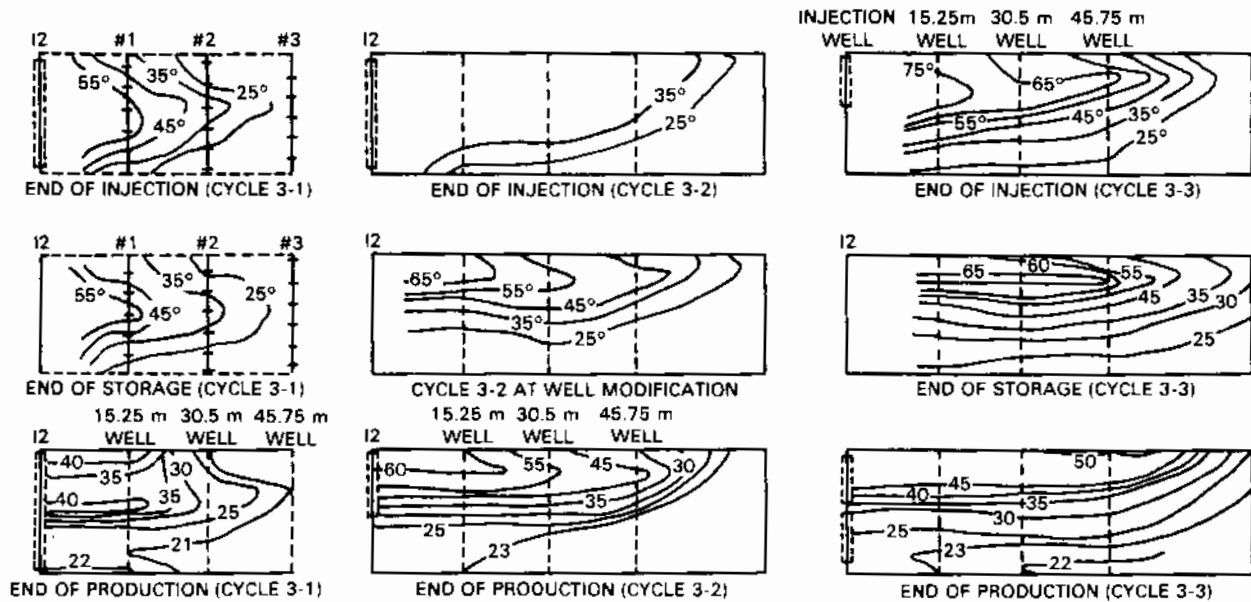 INJECTION 15.25m 30.5 m 45.75 m
WELL WELL WELL WELL
I2 #1 #2 #3
55° 35° 25° 45°
END OF INJECTION (CYCLE 3-1)
I2
35° 25°
END OF INJECTION (CYCLE 3-2)
75° 65° 55° 45° 35° 25°
END OF INJECTION (CYCLE 3-3)
I2 #1 #2 #3
55° 35° 25° 45°
END OF STORAGE (CYCLE 3-1)
65° 55° 45° 35° 25°
CYCLE 3-2 AT WELL MODIFICATION
I2
65 60 55 45 35 30 25
END OF STORAGE (CYCLE 3-3)
15.25 m 30.5 m 45.75 m
I2 WELL WELL WELL
40 35 30 40 35 25 21 22
END OF PRODUCTION (CYCLE 3-1)
15.25 m 30.5 m 45.75 m
I2 WELL WELL WELL
60 55 45 30 35 25 23
END OF PROOUCTION (CYCLE 3-2)
50 45 40 35 30 25 23 22
END OF PRODUCTION (CYCLE 3-3)